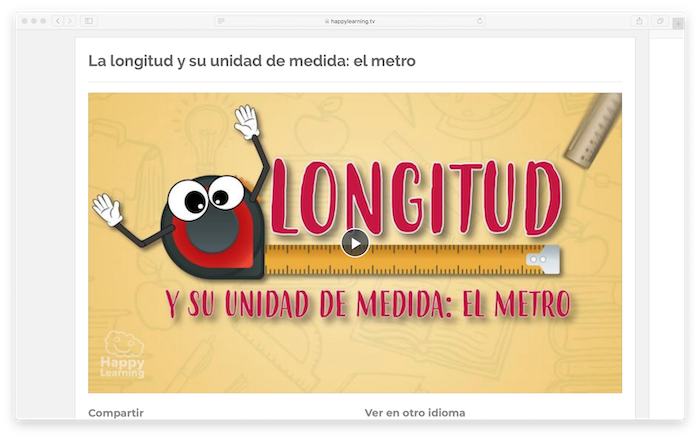 happylearning.tv
La longitud y su unidad de medida: el metro
LONGITUD
Y SU UNIDAD DE MEDIDA: EL METRO
Happy
Learning
Compartir
Ver en otro idioma